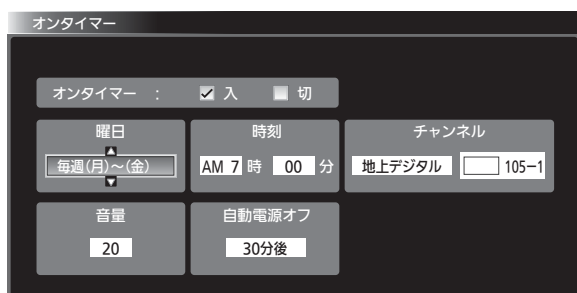 オンタイマー
オンタイマー : 入 切
曜日
毎週(月)～(金)
時刻
AM 7 時 00 分
チャンネル
地上デジタル 105-1
音量
20
自動電源オフ
30分後